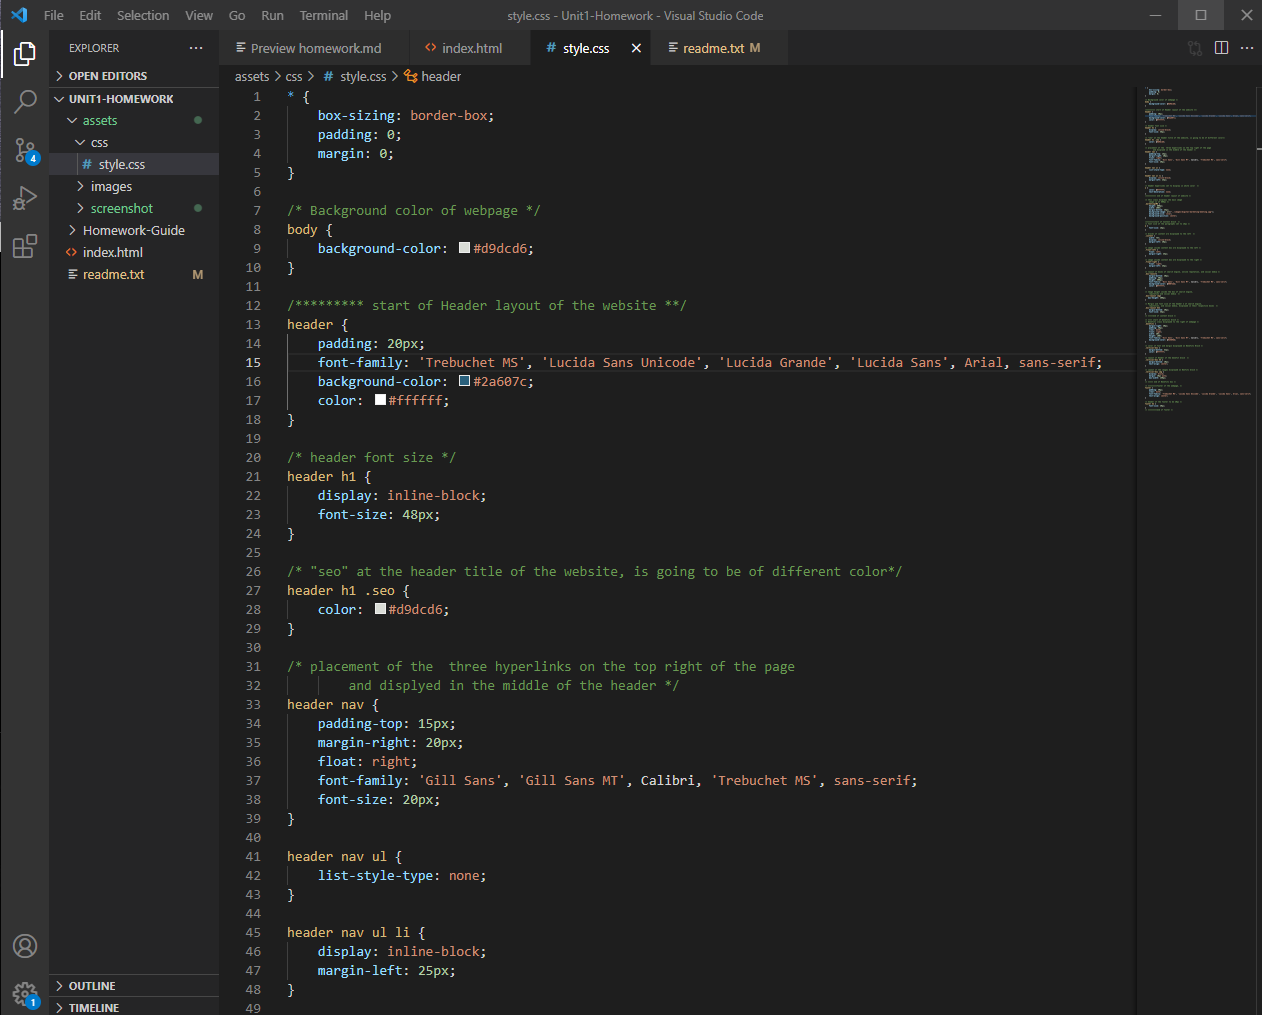 File Edit Selection View Go Run Terminal Help style.css - Unit1-Homework - Visual Studio Code
EXPLORER ···
OPEN EDITORS
UNIT1-HOMEWORK
assets
css
# style.css
images
screenshot
Homework-Guide
<> index.html
readme.txt M
OUTLINE
TIMELINE
4
1
Preview homework.md <> index.html # style.css × readme.txt M ···
assets > css > # style.css > header
1 * {
2     box-sizing: border-box;
3     padding: 0;
4     margin: 0;
5 }
6
7 /* Background color of webpage */
8 body {
9     background-color: #d9dcd6;
10 }
11
12 /********* start of Header layout of the website **/
13 header {
14     padding: 20px;
15     font-family: 'Trebuchet MS', 'Lucida Sans Unicode', 'Lucida Grande', 'Lucida Sans', Arial, sans-serif;
16     background-color: #2a607c;
17     color: #ffffff;
18 }
19
20 /* header font size */
21 header h1 {
22     display: inline-block;
23     font-size: 48px;
24 }
25
26 /* "seo" at the header title of the website, is going to be of different color*/
27 header h1 .seo {
28     color: #d9dcd6;
29 }
30
31 /* placement of the  three hyperlinks on the top right of the page
32         and displyed in the middle of the header */
33 header nav {
34     padding-top: 15px;
35     margin-right: 20px;
36     float: right;
37     font-family: 'Gill Sans', 'Gill Sans MT', Calibri, 'Trebuchet MS', sans-serif;
38     font-size: 20px;
39 }
40
41 header nav ul {
42     list-style-type: none;
43 }
44
45 header nav ul li {
46     display: inline-block;
47     margin-left: 25px;
48 }
49